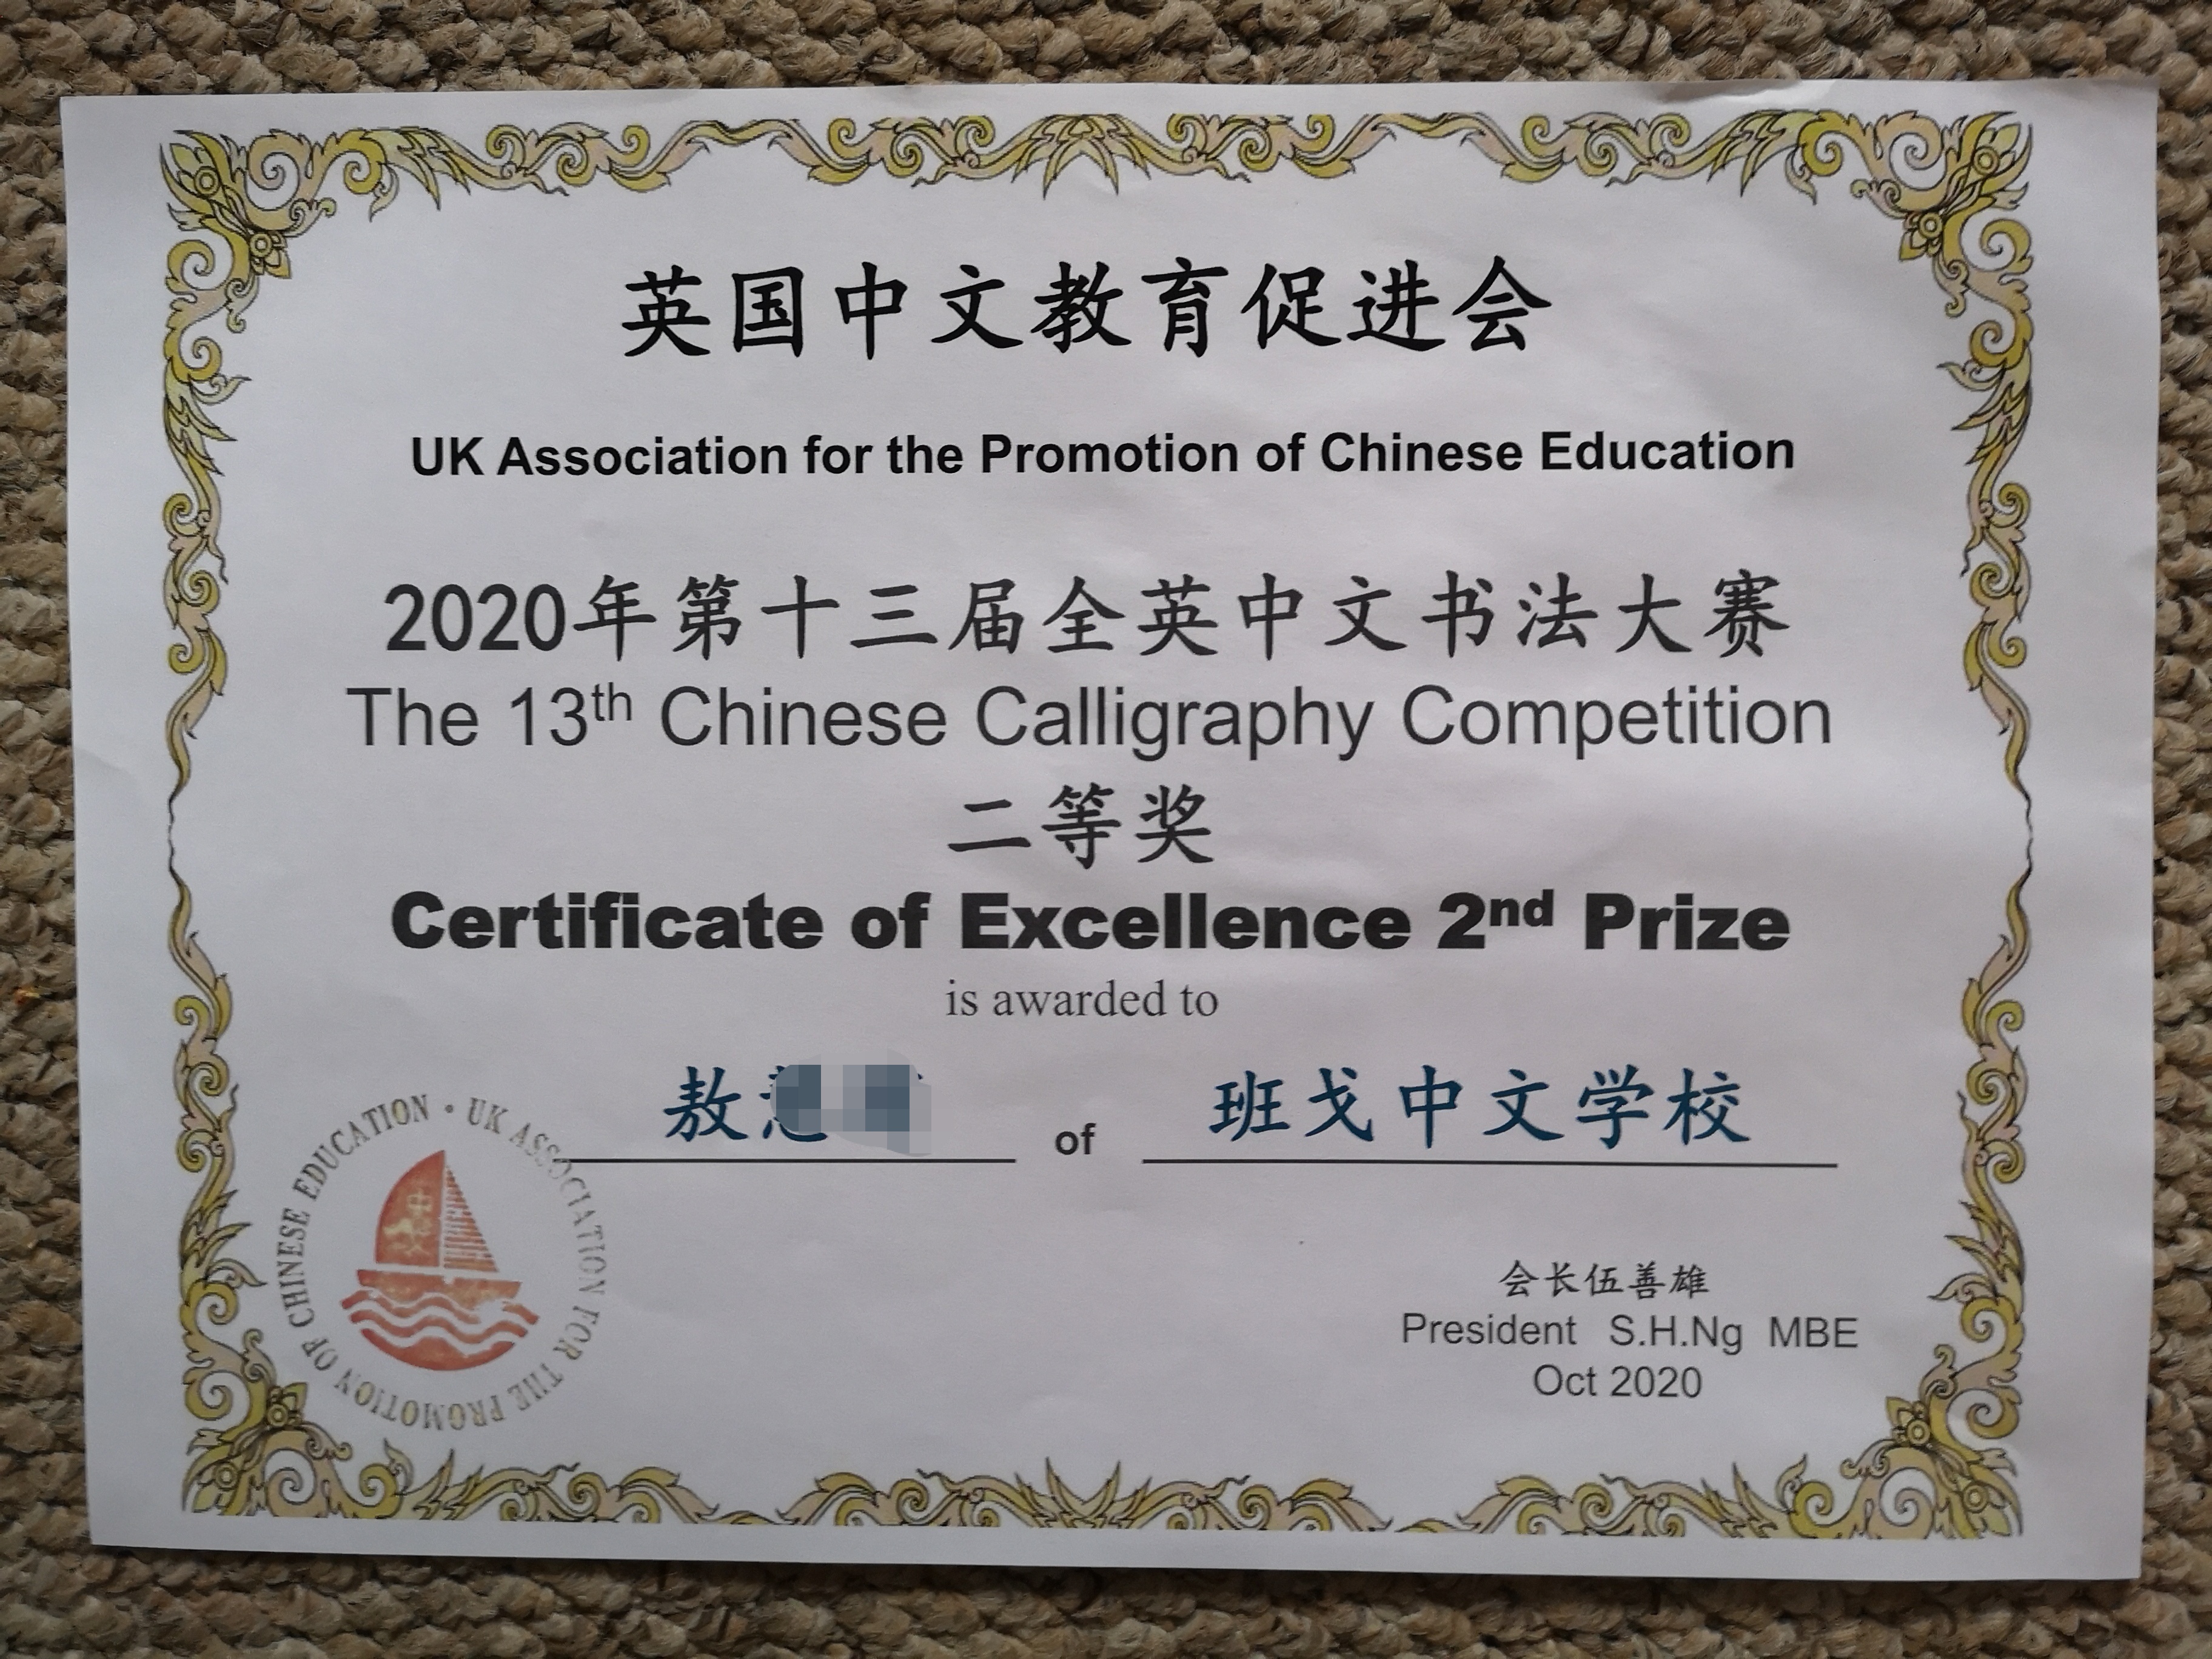 英国中文教育促进会
UK Association for the Promotion of Chinese Education
2020年第十三届全英中文书法大赛
The 13th Chinese Calligraphy Competition
二等奖
Certificate of Excellence 2nd Prize
is awarded to
敖 of 班戈中文学校
UK ASSOCIATION FOR THE PROMOTION OF CHINESE EDUCATION
会长伍善雄
President S.H.Ng MBE
Oct 2020